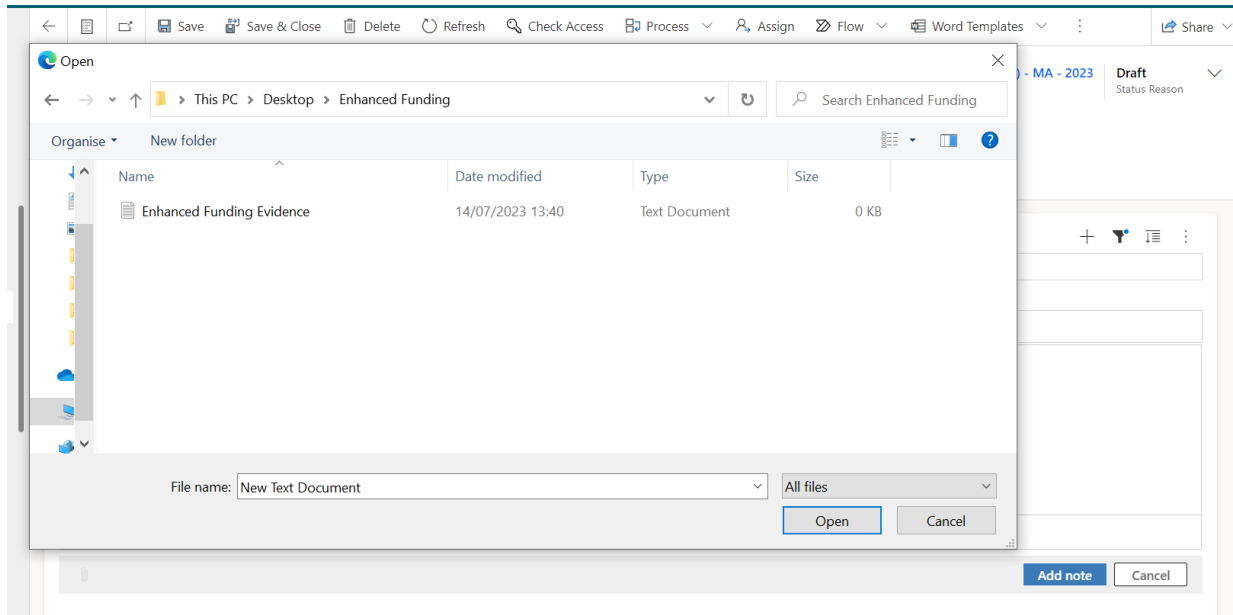 Save Save & Close Delete Refresh Check Access Process Assign Flow Word Templates Share
Open
) - MA - 2023 Draft
Status Reason
This PC > Desktop > Enhanced Funding Search Enhanced Funding
Organise New folder
Name Date modified Type Size
Enhanced Funding Evidence 14/07/2023 13:40 Text Document 0 KB
File name: New Text Document All files
Open Cancel
Add note Cancel